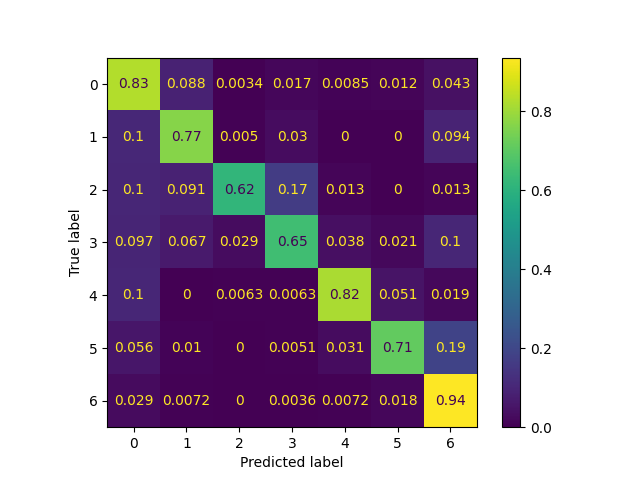 0 0.83 0.088 0.0034 0.017 0.0085 0.012 0.043
1 0.1 0.77 0.005 0.03 0 0 0.094
2 0.1 0.091 0.62 0.17 0.013 0 0.013
3 0.097 0.067 0.029 0.65 0.038 0.021 0.1
4 0.1 0 0.0063 0.0063 0.82 0.051 0.019
5 0.056 0.01 0 0.0051 0.031 0.71 0.19
6 0.029 0.0072 0 0.0036 0.0072 0.018 0.94
0 1 2 3 4 5 6
Predicted label
True label
0.8
0.6
0.4
0.2
0.0